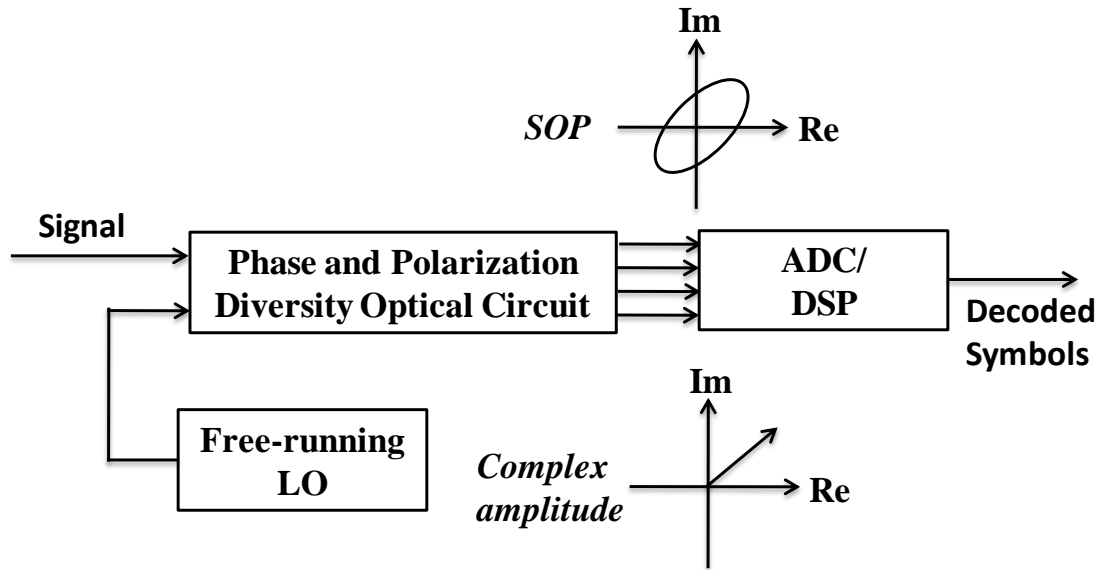 Im
SOP
Re
Signal
Phase and Polarization
Diversity Optical Circuit
ADC/
DSP
Decoded
Symbols
Free-running
LO
Im
Complex
amplitude
Re